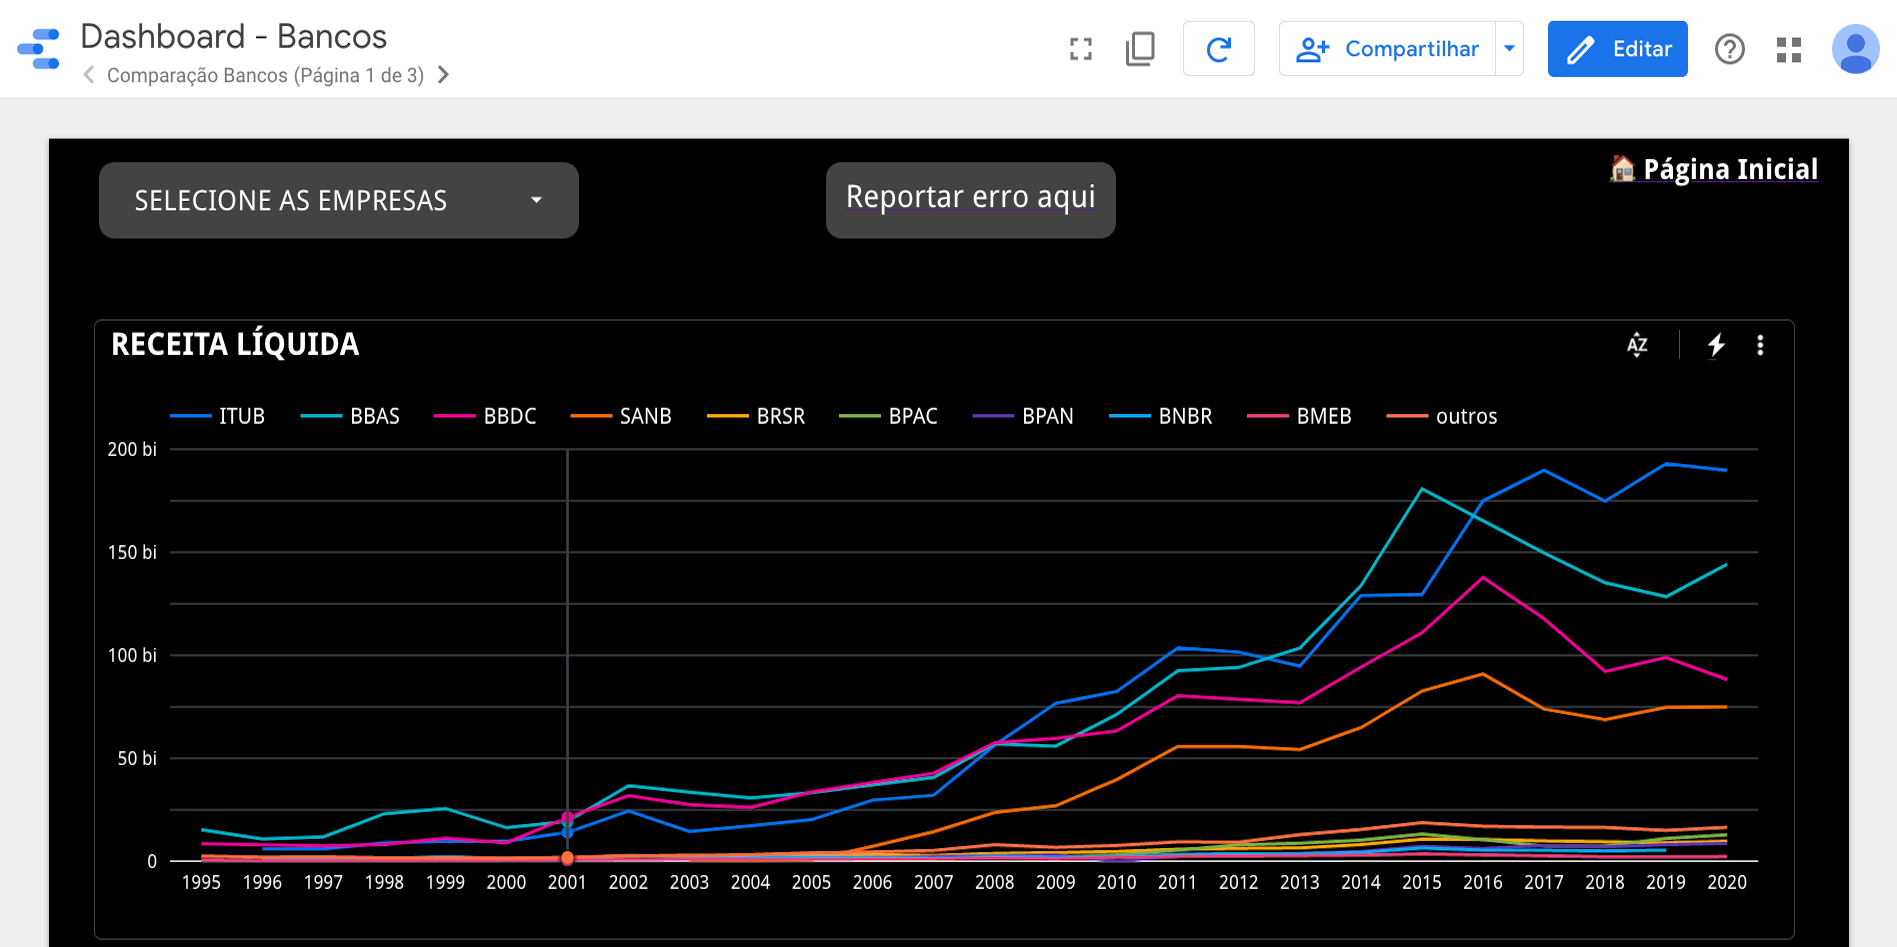 Dashboard - Bancos
Comparação Bancos (Página 1 de 3)
Compartilhar
Editar
SELECIONE AS EMPRESAS
Reportar erro aqui
Página Inicial
RECEITA LÍQUIDA
AZ
ITUB BBAS BBDC SANB BRSR BPAC BPAN BNBR BMEB outros
200 bi
150 bi
100 bi
50 bi
0
1995 1996 1997 1998 1999 2000 2001 2002 2003 2004 2005 2006 2007 2008 2009 2010 2011 2012 2013 2014 2015 2016 2017 2018 2019 2020